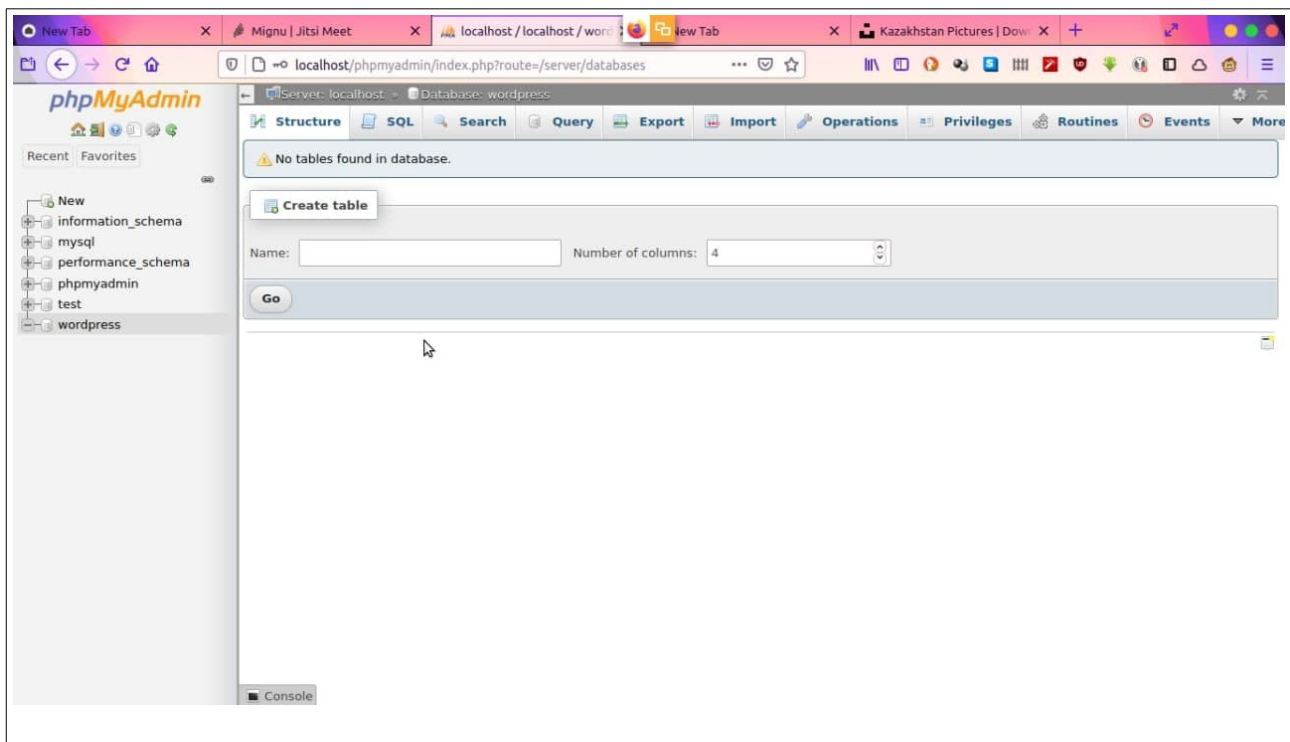 New Tab
Mignu | Jitsi Meet
localhost / localhost / word
New Tab
Kazakhstan Pictures | Dow
localhost/phpmyadmin/index.php?route=/server/databases
phpMyAdmin
Server: localhost » Database: wordpress
Structure SQL Search Query Export Import Operations Privileges Routines Events More
Recent Favorites
No tables found in database.
New
information_schema
mysql
performance_schema
phpmyadmin
test
wordpress
Create table
Name: Number of columns: 4
Go
Console